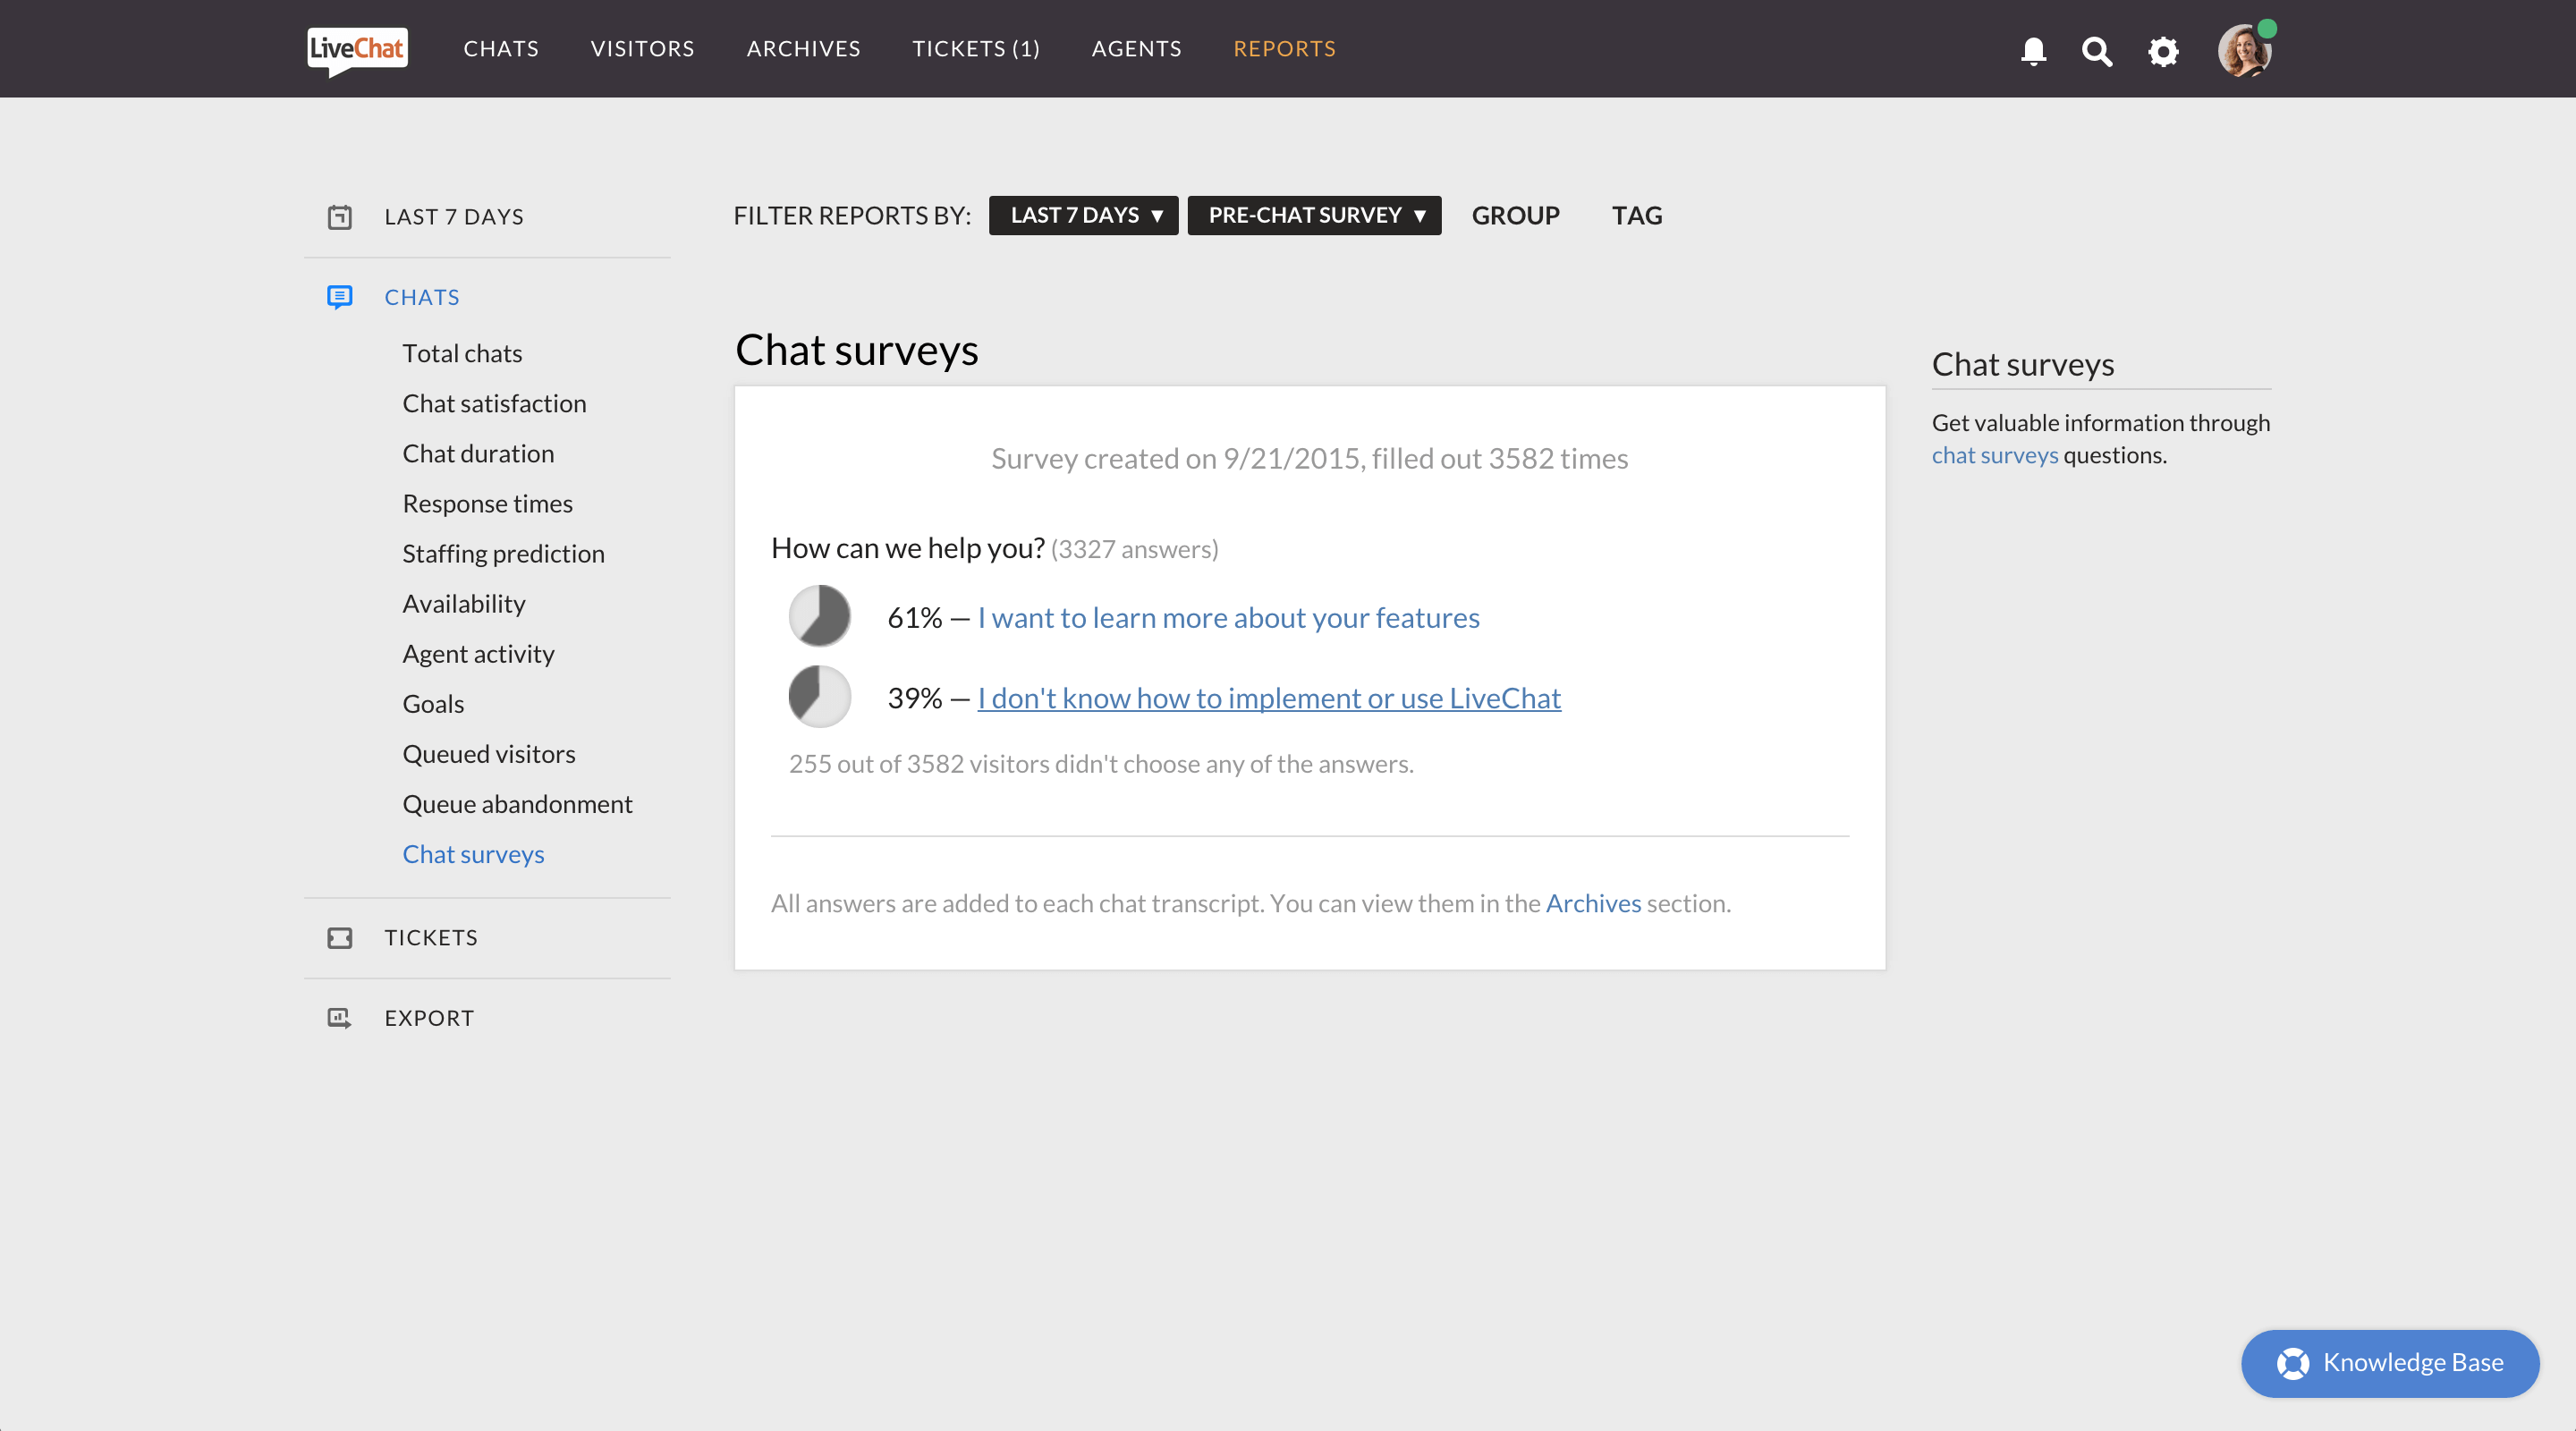 LiveChat
CHATS
VISITORS
ARCHIVES
TICKETS (1)
AGENTS
REPORTS
LAST 7 DAYS
CHATS
Total chats
Chat satisfaction
Chat duration
Response times
Staffing prediction
Availability
Agent activity
Goals
Queued visitors
Queue abandonment
Chat surveys
TICKETS
EXPORT
FILTER REPORTS BY:
LAST 7 DAYS ▼
PRE-CHAT SURVEY ▼
GROUP
TAG
Chat surveys
Survey created on 9/21/2015, filled out 3582 times
How can we help you? (3327 answers)
61% — I want to learn more about your features
39% — I don't know how to implement or use LiveChat
255 out of 3582 visitors didn't choose any of the answers.
All answers are added to each chat transcript. You can view them in the Archives section.
Chat surveys
Get valuable information through
chat surveys questions.
Knowledge Base